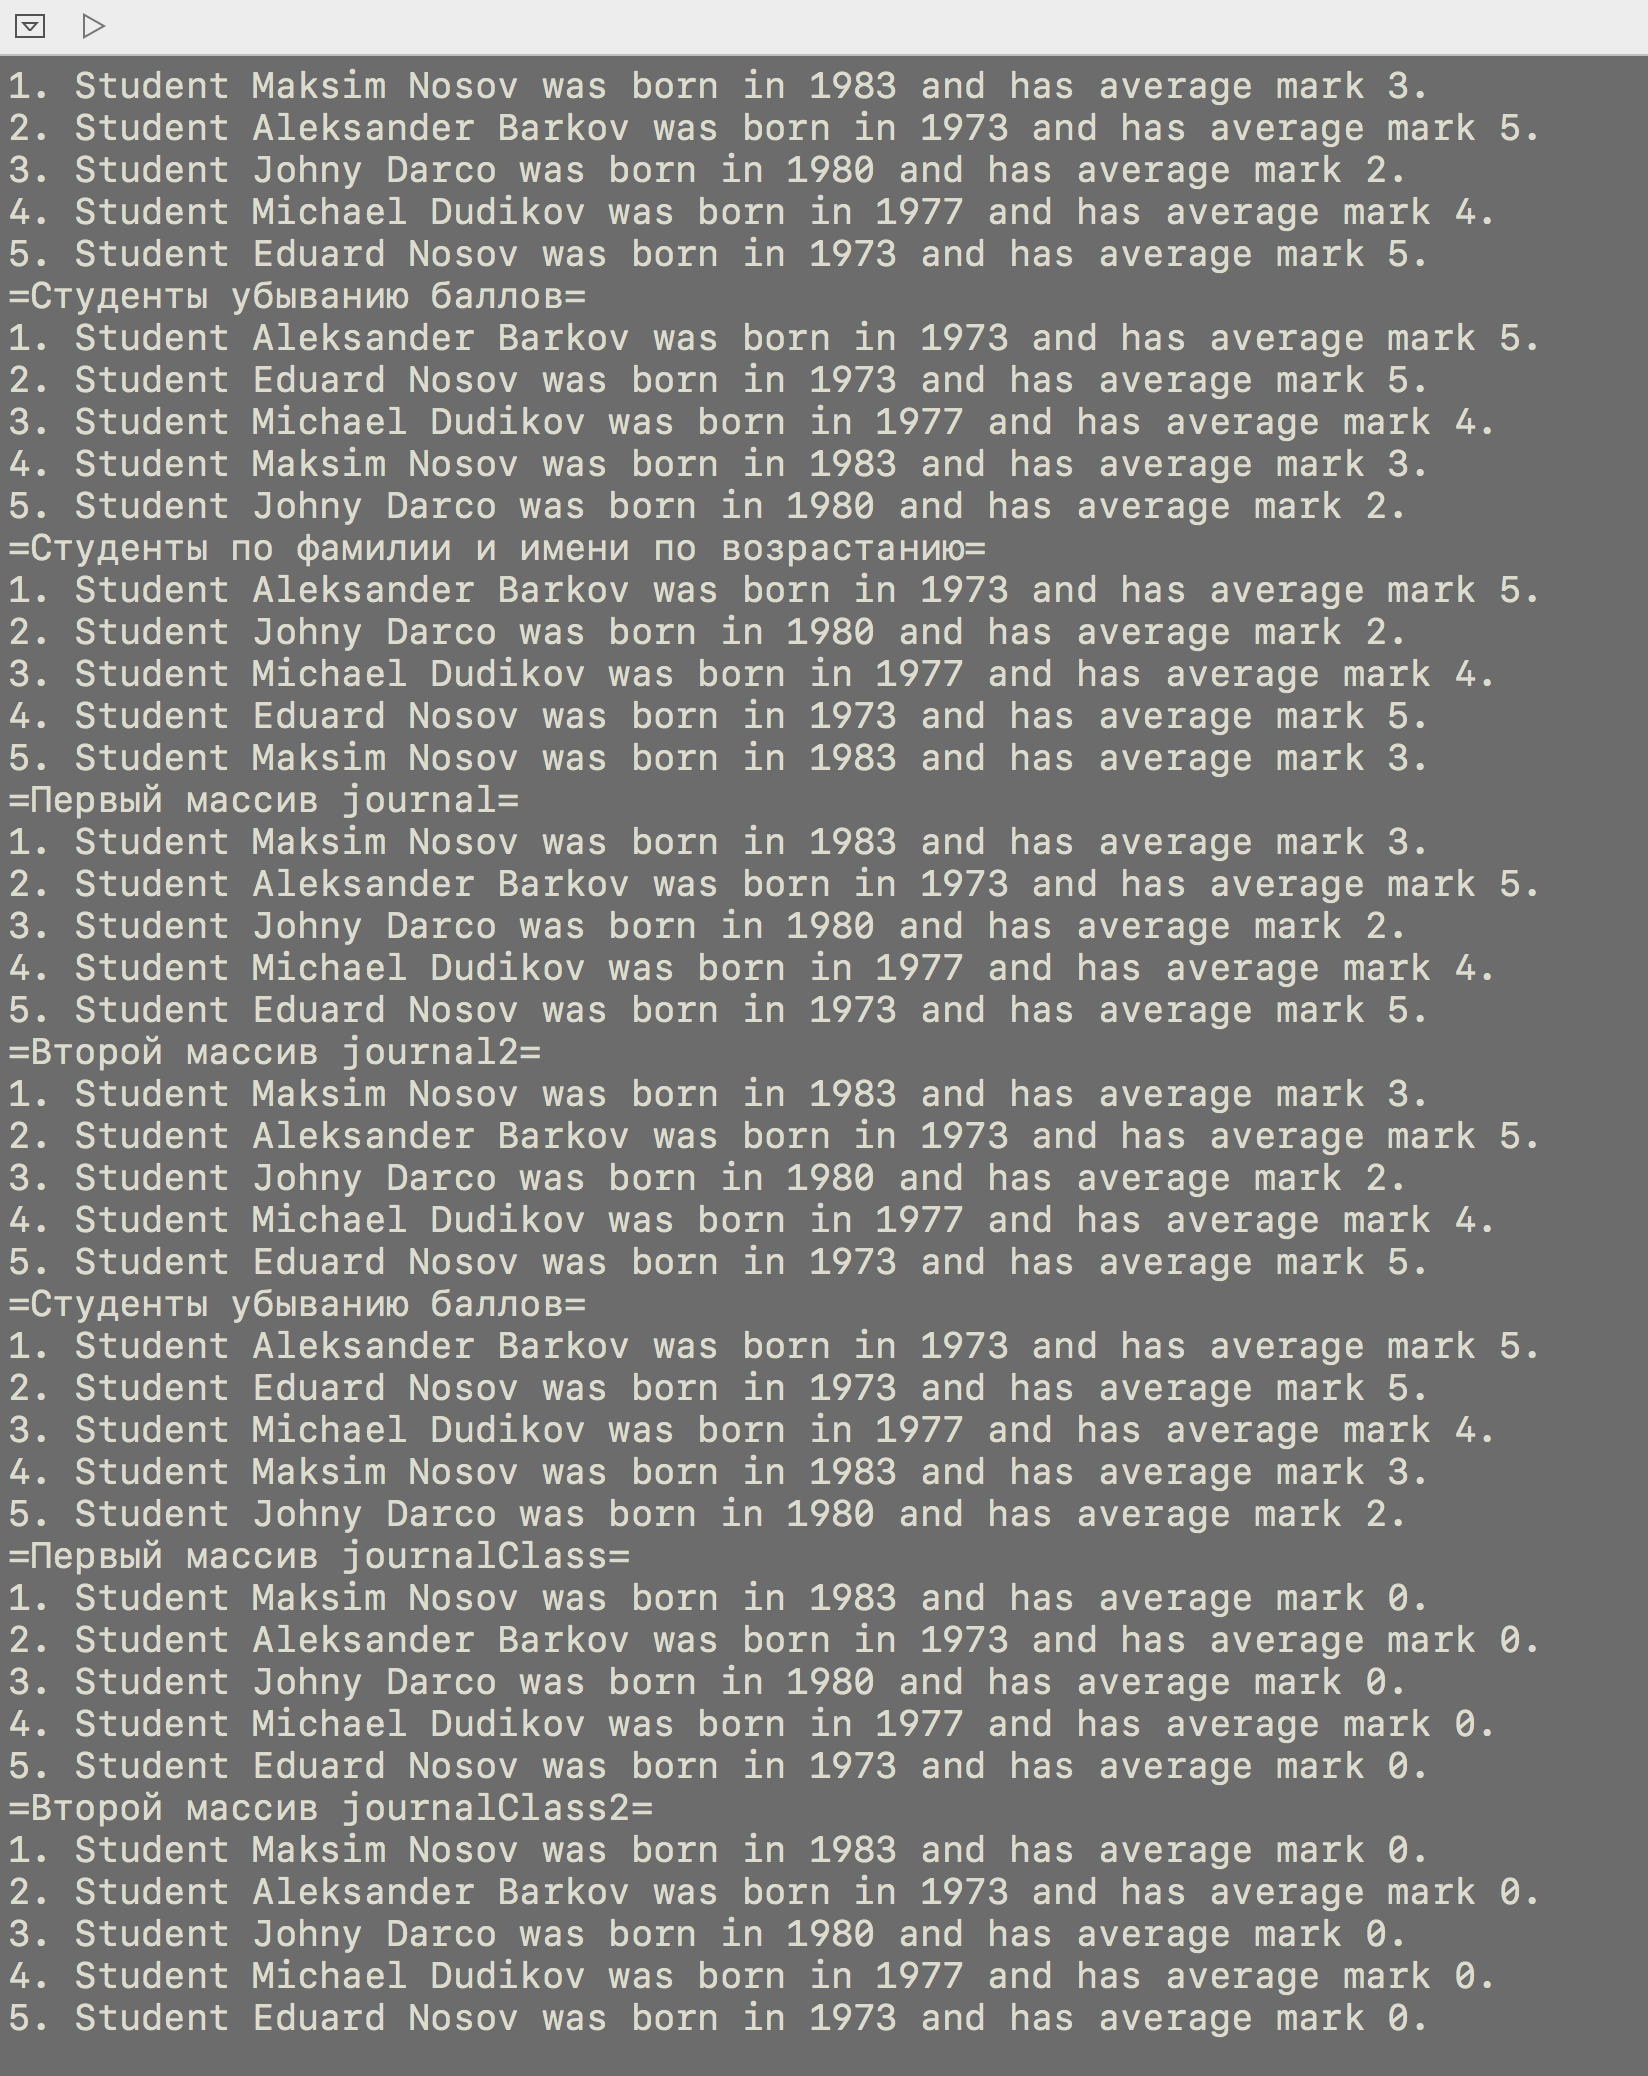 1. Student Maksim Nosov was born in 1983 and has average mark 3.
2. Student Aleksander Barkov was born in 1973 and has average mark 5.
3. Student Johny Darco was born in 1980 and has average mark 2.
4. Student Michael Dudikov was born in 1977 and has average mark 4.
5. Student Eduard Nosov was born in 1973 and has average mark 5.
=Студенты убыванию баллов=
1. Student Aleksander Barkov was born in 1973 and has average mark 5.
2. Student Eduard Nosov was born in 1973 and has average mark 5.
3. Student Michael Dudikov was born in 1977 and has average mark 4.
4. Student Maksim Nosov was born in 1983 and has average mark 3.
5. Student Johny Darco was born in 1980 and has average mark 2.
=Студенты по фамилии и имени по возрастанию=
1. Student Aleksander Barkov was born in 1973 and has average mark 5.
2. Student Johny Darco was born in 1980 and has average mark 2.
3. Student Michael Dudikov was born in 1977 and has average mark 4.
4. Student Eduard Nosov was born in 1973 and has average mark 5.
5. Student Maksim Nosov was born in 1983 and has average mark 3.
=Первый массив journal=
1. Student Maksim Nosov was born in 1983 and has average mark 3.
2. Student Aleksander Barkov was born in 1973 and has average mark 5.
3. Student Johny Darco was born in 1980 and has average mark 2.
4. Student Michael Dudikov was born in 1977 and has average mark 4.
5. Student Eduard Nosov was born in 1973 and has average mark 5.
=Второй массив journal2=
1. Student Maksim Nosov was born in 1983 and has average mark 3.
2. Student Aleksander Barkov was born in 1973 and has average mark 5.
3. Student Johny Darco was born in 1980 and has average mark 2.
4. Student Michael Dudikov was born in 1977 and has average mark 4.
5. Student Eduard Nosov was born in 1973 and has average mark 5.
=Студенты убыванию баллов=
1. Student Aleksander Barkov was born in 1973 and has average mark 5.
2. Student Eduard Nosov was born in 1973 and has average mark 5.
3. Student Michael Dudikov was born in 1977 and has average mark 4.
4. Student Maksim Nosov was born in 1983 and has average mark 3.
5. Student Johny Darco was born in 1980 and has average mark 2.
=Первый массив journalClass=
1. Student Maksim Nosov was born in 1983 and has average mark 0.
2. Student Aleksander Barkov was born in 1973 and has average mark 0.
3. Student Johny Darco was born in 1980 and has average mark 0.
4. Student Michael Dudikov was born in 1977 and has average mark 0.
5. Student Eduard Nosov was born in 1973 and has average mark 0.
=Второй массив journalClass2=
1. Student Maksim Nosov was born in 1983 and has average mark 0.
2. Student Aleksander Barkov was born in 1973 and has average mark 0.
3. Student Johny Darco was born in 1980 and has average mark 0.
4. Student Michael Dudikov was born in 1977 and has average mark 0.
5. Student Eduard Nosov was born in 1973 and has average mark 0.